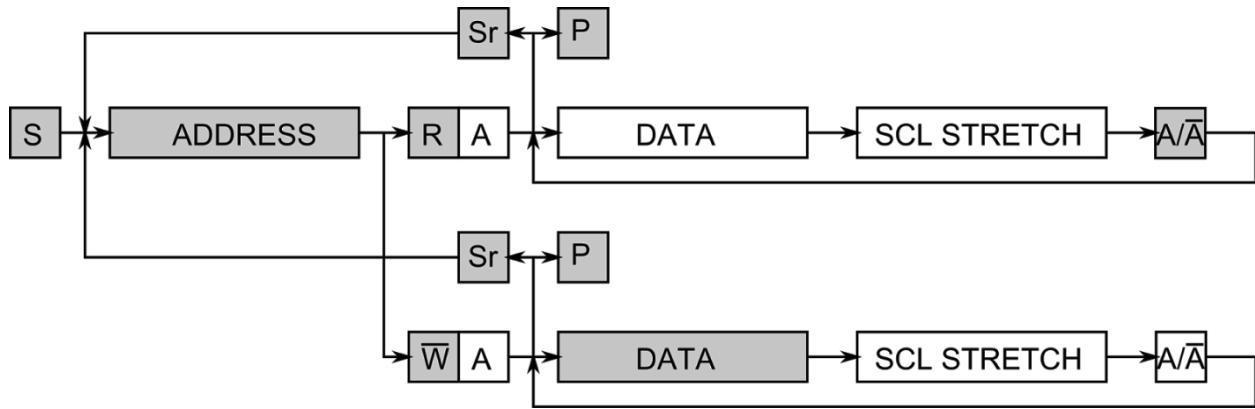 Sr P
S ADDRESS R A DATA SCL STRETCH A/A̅
Sr P
W̅ A DATA SCL STRETCH A/A̅